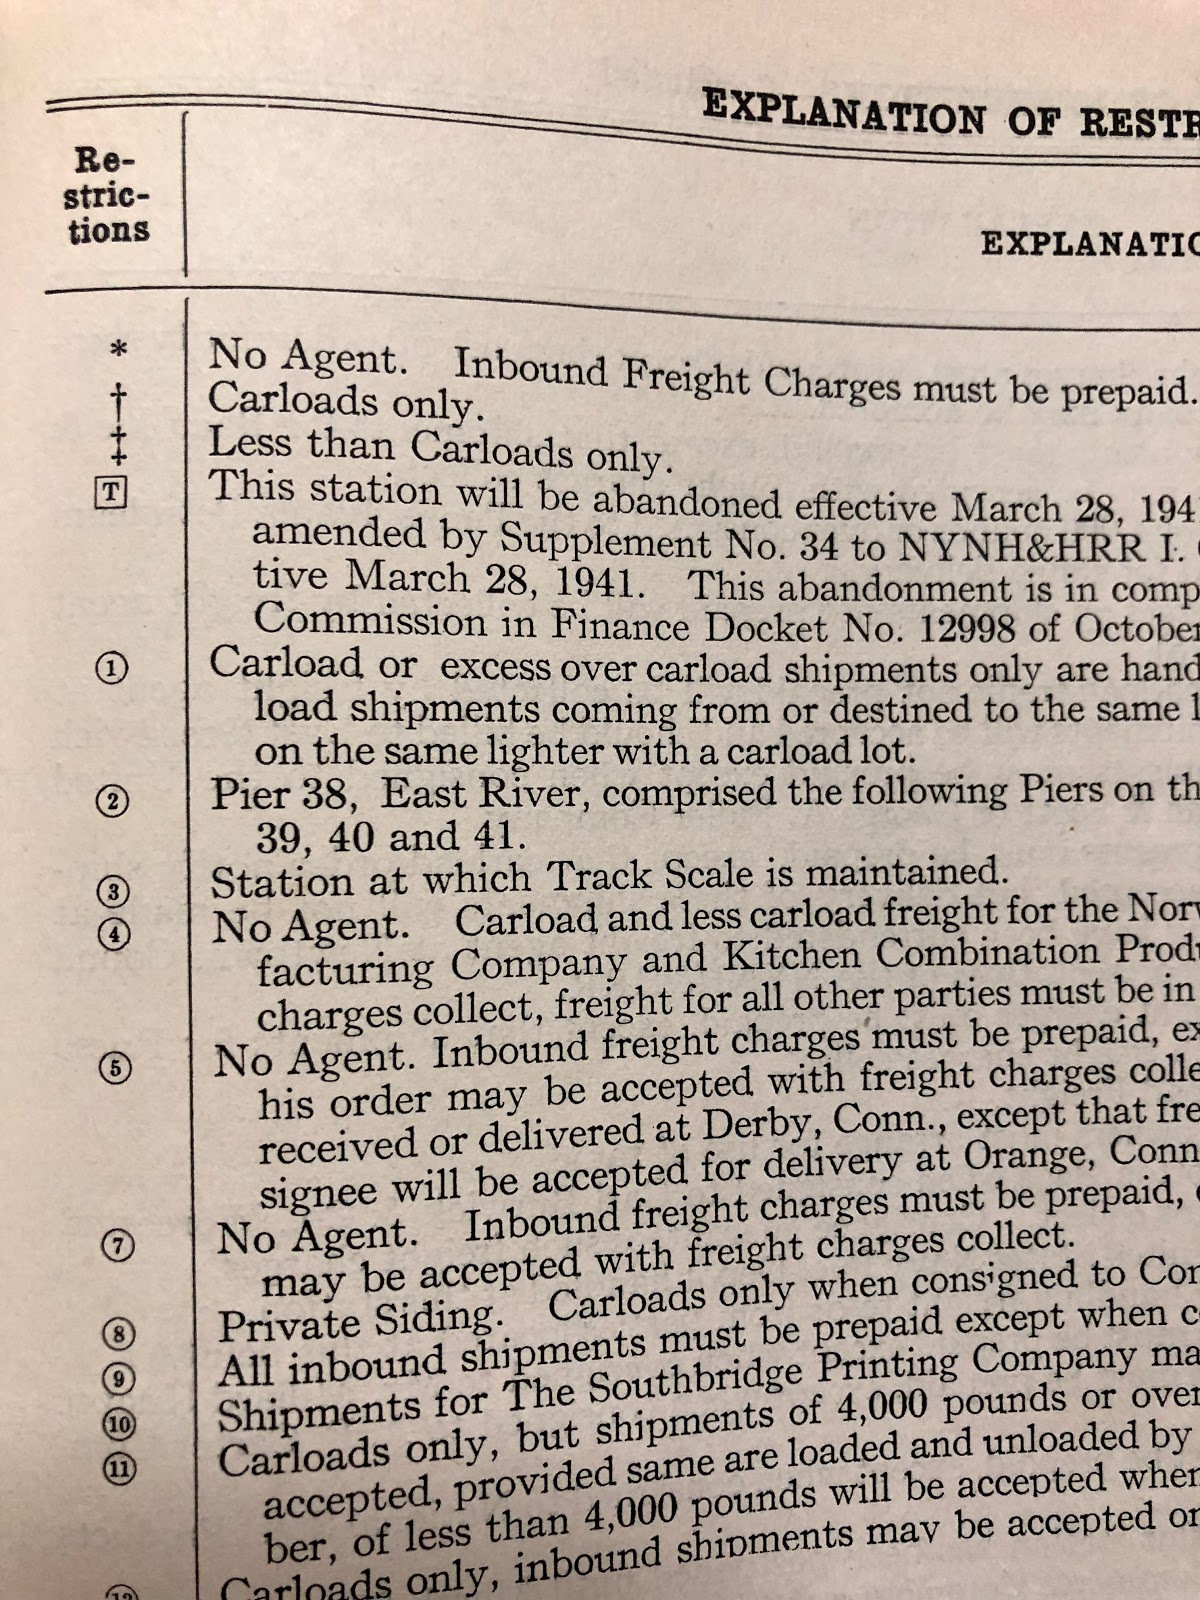 EXPLANATION OF RESTR
Re-
stric-
tions
EXPLANATIO
* No Agent. Inbound Freight Charges must be prepaid.
† Carloads only.
‡ Less than Carloads only.
T This station will be abandoned effective March 28, 194
amended by Supplement No. 34 to NYNH&HRR I.
tive March 28, 1941. This abandonment is in comp
Commission in Finance Docket No. 12998 of October
① Carload or excess over carload shipments only are hand
load shipments coming from or destined to the same l
on the same lighter with a carload lot.
② Pier 38, East River, comprised the following Piers on th
39, 40 and 41.
③ Station at which Track Scale is maintained.
④ No Agent. Carload and less carload freight for the Norw
facturing Company and Kitchen Combination Produ
charges collect, freight for all other parties must be in
⑤ No Agent. Inbound freight charges must be prepaid, ex
his order may be accepted with freight charges colle
received or delivered at Derby, Conn., except that fre
signee will be accepted for delivery at Orange, Conn
⑦ No Agent. Inbound freight charges must be prepaid,
may be accepted with freight charges collect.
⑧ Private Siding. Carloads only when consigned to Con
⑨ All inbound shipments must be prepaid except when c
⑩ Shipments for The Southbridge Printing Company ma
⑪ Carloads only, but shipments of 4,000 pounds or over
accepted, provided same are loaded and unloaded by
ber, of less than 4,000 pounds will be accepted when
⑫ Carloads only, inbound shipments may be accepted or